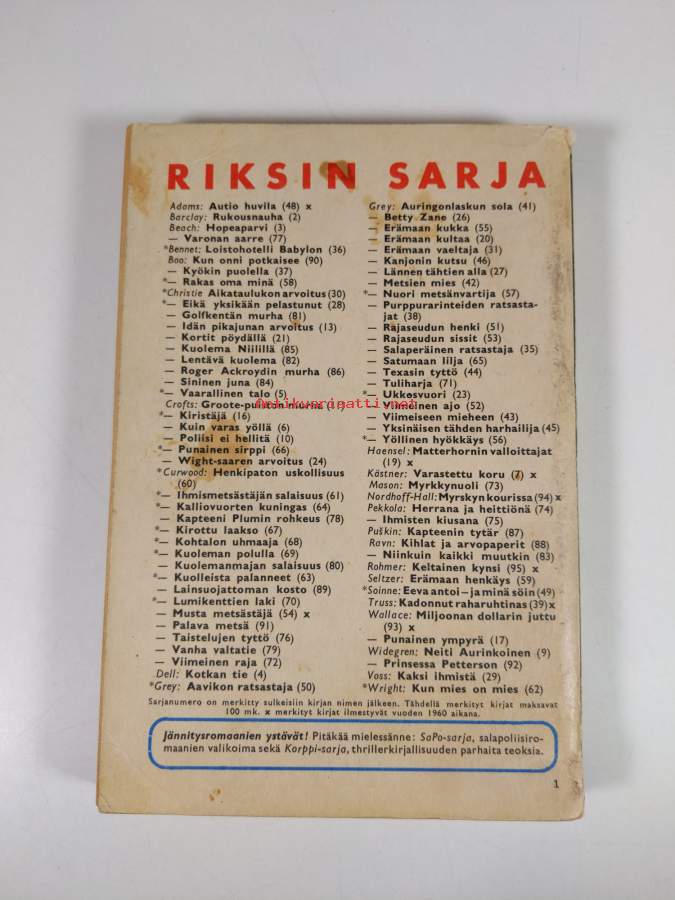 RIKSIN SARJA
Adams: Autio huvila (48) x
Barclay: Rukousnauha (2)
Beach: Hopeaparvi (3)
— Varonan aarre (77)
*Bennet: Loistohotelli Babylon (36)
Boo: Kun onni potkaisee (90)
— Kyökin puolella (37)
*— Rakas oma minä (58)
*Christie Aikataulukon arvoitus (30)
*— Eikä yksikään pelastunut (28)
— Golfkentän murha (81)
— Idän pikajunan arvoitus (13)
— Kortit pöydällä (21)
— Kuolema Niilillä (85)
— Lentävä kuolema (82)
— Roger Ackroydin murha (86)
— Sininen juna (84)
*— Vaarallinen talo (5)
Crofts: Groote-puiston murha
*— Kiristäjä (16)
— Kuin varas yöllä (6)
— Poliisi ei hellitä (10)
*— Punainen sirppi (66)
— Wight-saaren arvoitus (24)
*Curwood: Henkipaton uskollisuus
(60)
*— Ihmismetsästäjän salaisuus (61)
*— Kalliovuorten kuningas (64)
— Kapteeni Plumin rohkeus (78)
*— Kirottu laakso (67)
*— Kohtalon uhmaaja (68)
*— Kuoleman polulla (69)
— Kuolemanmajan salaisuus (80)
*— Kuolleista palanneet (63)
— Lainsuojattoman kosto (89)
*— Lumikenttien laki (70)
— Musta metsästäjä (54) x
— Palava metsä (91)
— Taistelujen tyttö (76)
— Vanha valtatie (79)
— Viimeinen raja (72)
Dell: Kotkan tie (4)
*Grey: Aavikon ratsastaja (50)
Grey: Auringonlaskun sola (41)
— Betty Zane (26)
— Erämaan kukka (55)
— Erämaan kultaa (20)
— Erämaan vaeltaja (31)
— Kanjonin kutsu (46)
— Lännen tähtien alla (27)
— Metsien mies (42)
*— Nuori metsänvartija (57)
— Purppurarinteiden ratsasta-
jat (38)
— Rajaseudun henki (51)
— Rajaseudun sissit (53)
— Salaperäinen ratsastaja (35)
— Satumaan lilja (65)
— Texasin tyttö (44)
— Tuliharja (71)
*— Ukkosvuori (23)
— Viimeinen ajo (52)
— Viimeiseen mieheen (43)
— Yksinäisen tähden harhailija (45)
*— Yöllinen hyökkäys (56)
Haensel: Matterhornin valloittajat
(19) x
Kästner: Varastettu koru (7) x
Mason: Myrkkynuoli (73)
Nordhoff-Hall: Myrskyn kourissa (94) x
Pekkola: Herrana ja heittiönä (74)
— Ihmisten kiusana (75)
Puškin: Kapteenin tytär (87)
Ravn: Kihlat ja arvopaperit (88)
— Niinkuin kaikki muutkin (83)
Rohmer: Keltainen kynsi (95) x
Seltzer: Erämaan henkäys (59)
*Soinne: Eeva antoi — ja minä söin (49)
Truss: Kadonnut raharuhtinas (39) x
Wallace: Miljoonan dollarin juttu
(93) x
— Punainen ympyrä (17)
Widegren: Neiti Aurinkoinen (9)
— Prinsessa Petterson (92)
Voss: Kaksi ihmistä (29)
*Wright: Kun mies on mies (62)
Sarjanumero on merkitty sulkeisiin kirjan nimen jälkeen. Tähdellä merkityt kirjat maksavat
100 mk. x merkityt kirjat ilmestyvät vuoden 1960 aikana.
Jännitysromaanien ystävät! Pitäkää mielessänne: SaPo-sarja, salapoliisiro-
maanien valikoima sekä Korppi-sarja, thrillerkirjallisuuden parhaita teoksia.
1